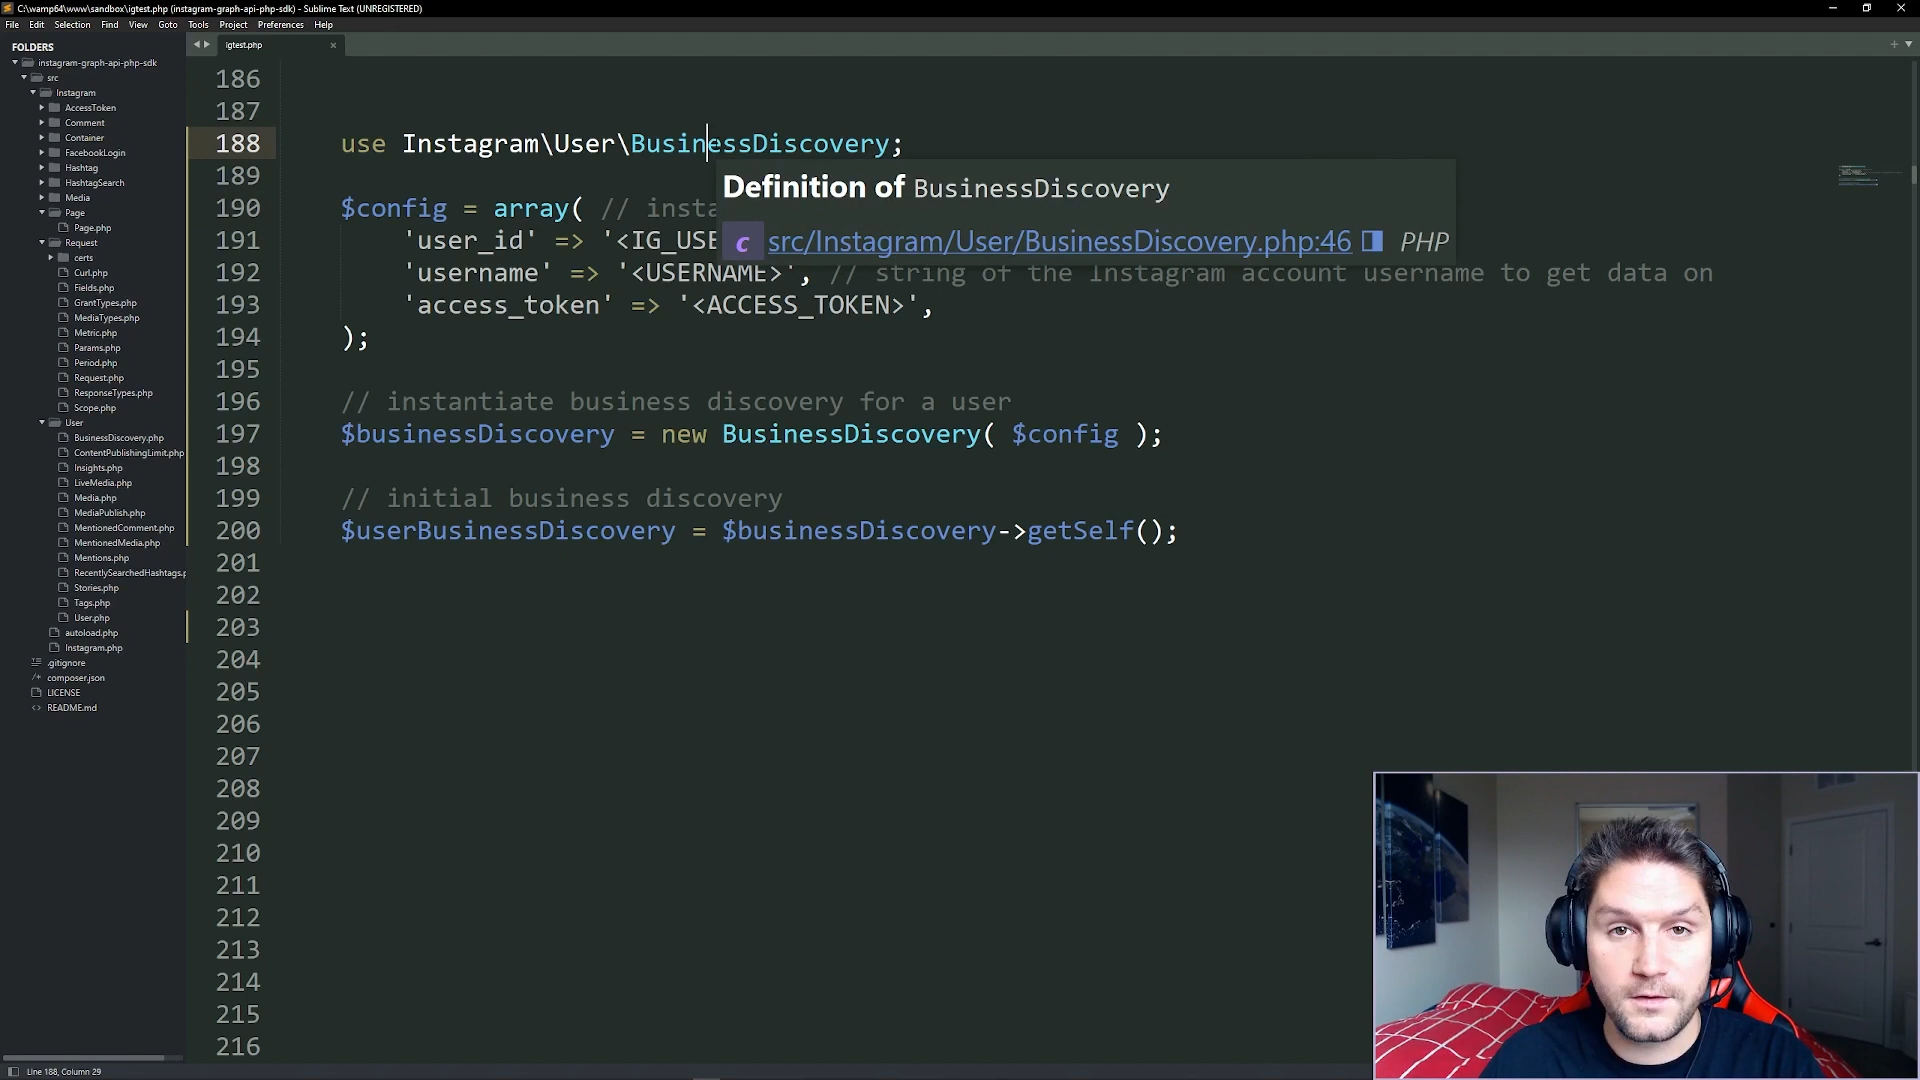 C:\wamp64\www\sandbox\igtest.php (instagram-graph-api-php-sdk) - Sublime Text (UNREGISTERED)
File Edit Selection Find View Goto Tools Project Preferences Help
FOLDERS
instagram-graph-api-php-sdk
src
Instagram
AccessToken
Comment
Container
FacebookLogin
Hashtag
HashtagSearch
Media
Page
Page.php
Request
certs
Curl.php
Fields.php
GrantTypes.php
MediaTypes.php
Metric.php
Params.php
Period.php
Request.php
ResponseTypes.php
Scope.php
User
BusinessDiscovery.php
ContentPublishingLimit.php
Insights.php
LiveMedia.php
Media.php
MediaPublish.php
MentionedComment.php
MentionedMedia.php
Mentions.php
RecentlySearchedHashtags.p
Stories.php
Tags.php
User.php
autoload.php
Instagram.php
.gitignore
composer.json
LICENSE
README.md
igtest.php
186
187
188 use Instagram\User\BusinessDiscovery;
189
Definition of BusinessDiscovery
190 $config = array( // insta
191 'user_id' => '<IG_USE
src/Instagram/User/BusinessDiscovery.php:46 PHP
192 'username' => '<USERNAME>', // string of the Instagram account username to get data on
193 'access_token' => '<ACCESS_TOKEN>',
194 );
195
196 // instantiate business discovery for a user
197 $businessDiscovery = new BusinessDiscovery( $config );
198
199 // initial business discovery
200 $userBusinessDiscovery = $businessDiscovery->getSelf();
201
202
203
204
205
206
207
208
209
210
211
212
213
214
215
216
Line 188, Column 29